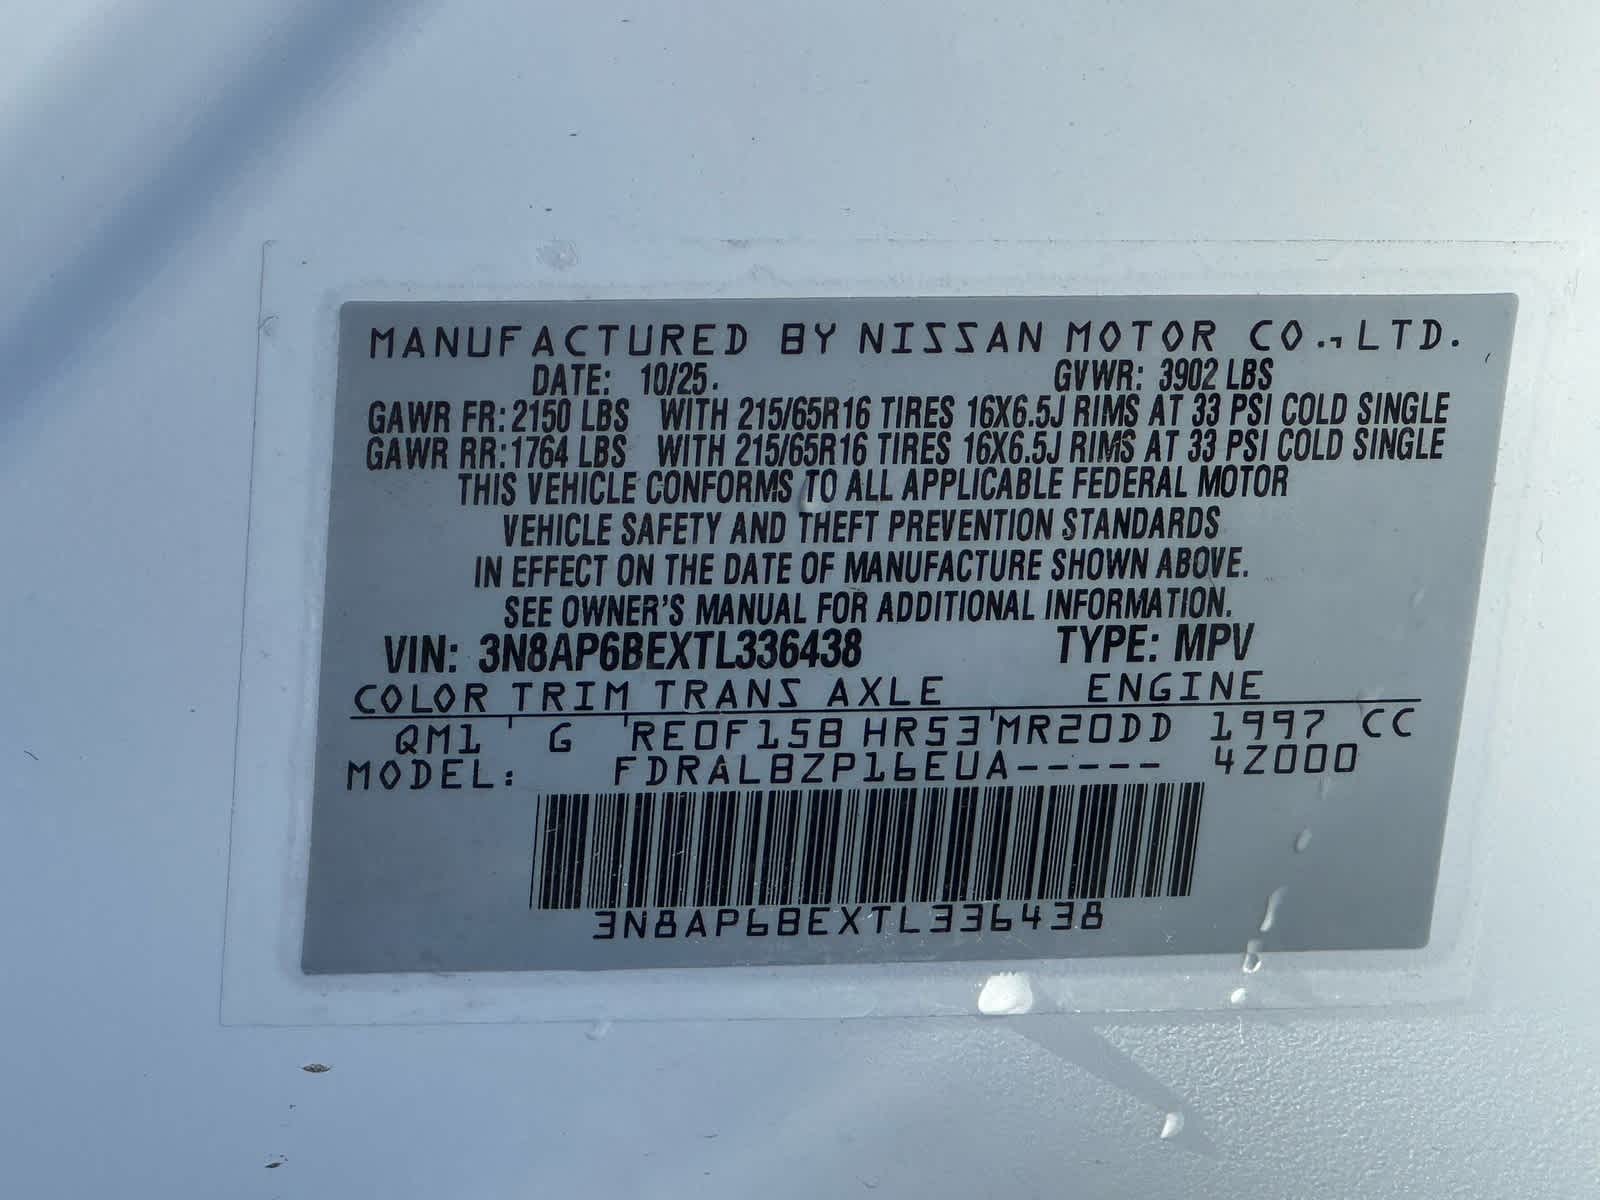 MANUFACTURED BY NISSAN MOTOR CO., LTD.
DATE: 10/25. GVWR: 3902 LBS
GAWR FR: 2150 LBS WITH 215/65R16 TIRES 16X6.5J RIMS AT 33 PSI COLD SINGLE
GAWR RR: 1764 LBS WITH 215/65R16 TIRES 16X6.5J RIMS AT 33 PSI COLD SINGLE
THIS VEHICLE CONFORMS TO ALL APPLICABLE FEDERAL MOTOR
VEHICLE SAFETY AND THEFT PREVENTION STANDARDS
IN EFFECT ON THE DATE OF MANUFACTURE SHOWN ABOVE.
SEE OWNER'S MANUAL FOR ADDITIONAL INFORMATION.
VIN: 3N8AP6BEXTL336438 TYPE: MPV
COLOR TRIM TRANS AXLE ENGINE
QM1 G RE0F15B HR53 MR20DD 1997 CC
MODEL: FDRALBZP16EUA----- 4Z000
3N8AP6BEXTL336438